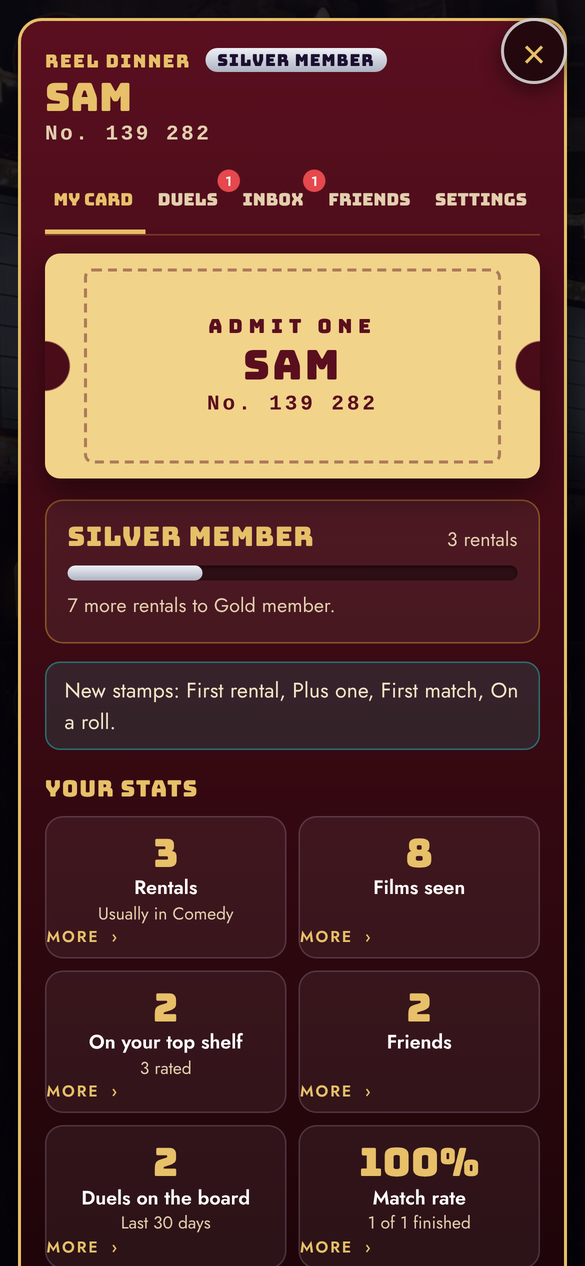 REEL DINNER SILVER MEMBER
SAM
No. 139 282
×
1 1
MY CARD DUELS INBOX FRIENDS SETTINGS
ADMIT ONE
SAM
No. 139 282
SILVER MEMBER 3 rentals
7 more rentals to Gold member.
New stamps: First rental, Plus one, First match, On
a roll.
YOUR STATS
3
Rentals
Usually in Comedy
MORE ›
8
Films seen
MORE ›
2
On your top shelf
3 rated
MORE ›
2
Friends
MORE ›
2
Duels on the board
Last 30 days
MORE ›
100%
Match rate
1 of 1 finished
MORE ›